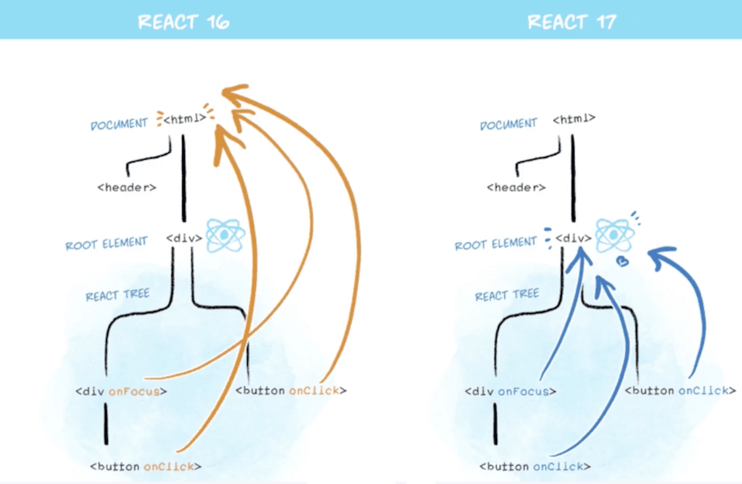 REACT 16
DOCUMENT <html>
<header>
ROOT ELEMENT <div>
REACT TREE
<div onFocus>
<button onClick>
<button onClick>
REACT 17
DOCUMENT <html>
<header>
ROOT ELEMENT <div>
REACT TREE
<div onFocus>
<button onClick>
<button onClick>